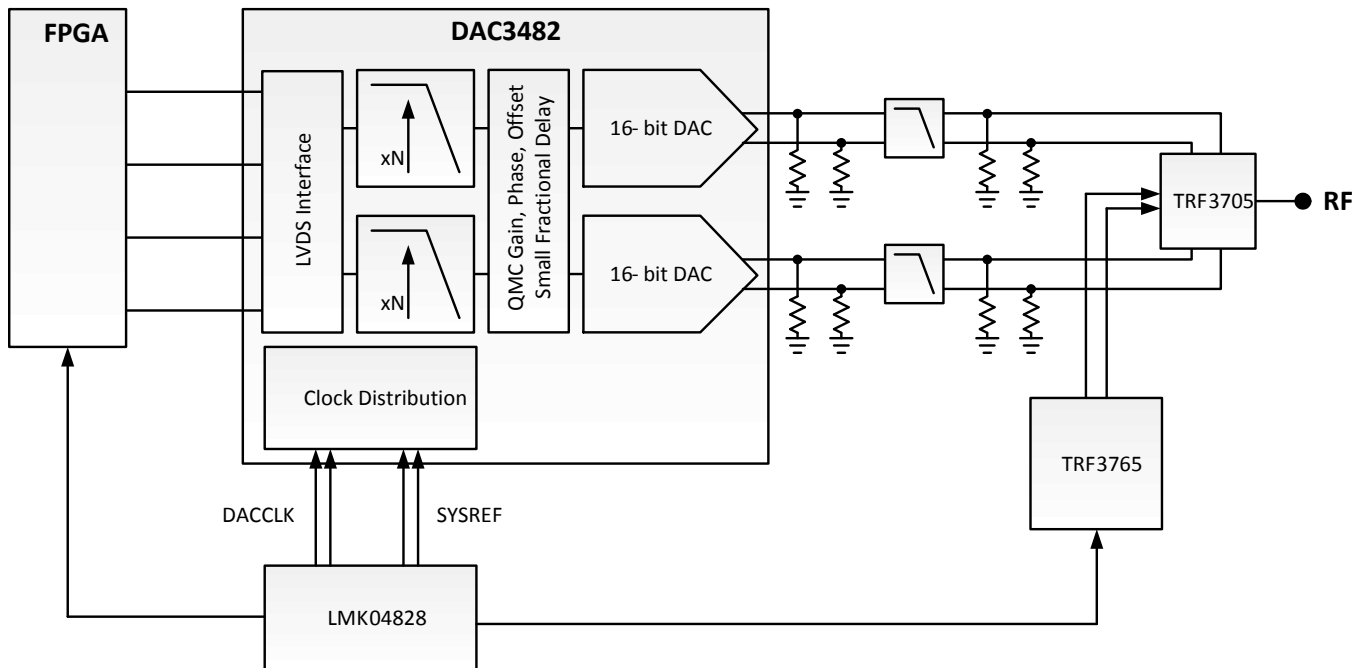 FPGA
DAC3482
LVDS Interface
xN
xN
QMC Gain, Phase, Offset
Small Fractional Delay
16- bit DAC
16- bit DAC
TRF3705
RF
Clock Distribution
TRF3765
DACCLK
SYSREF
LMK04828